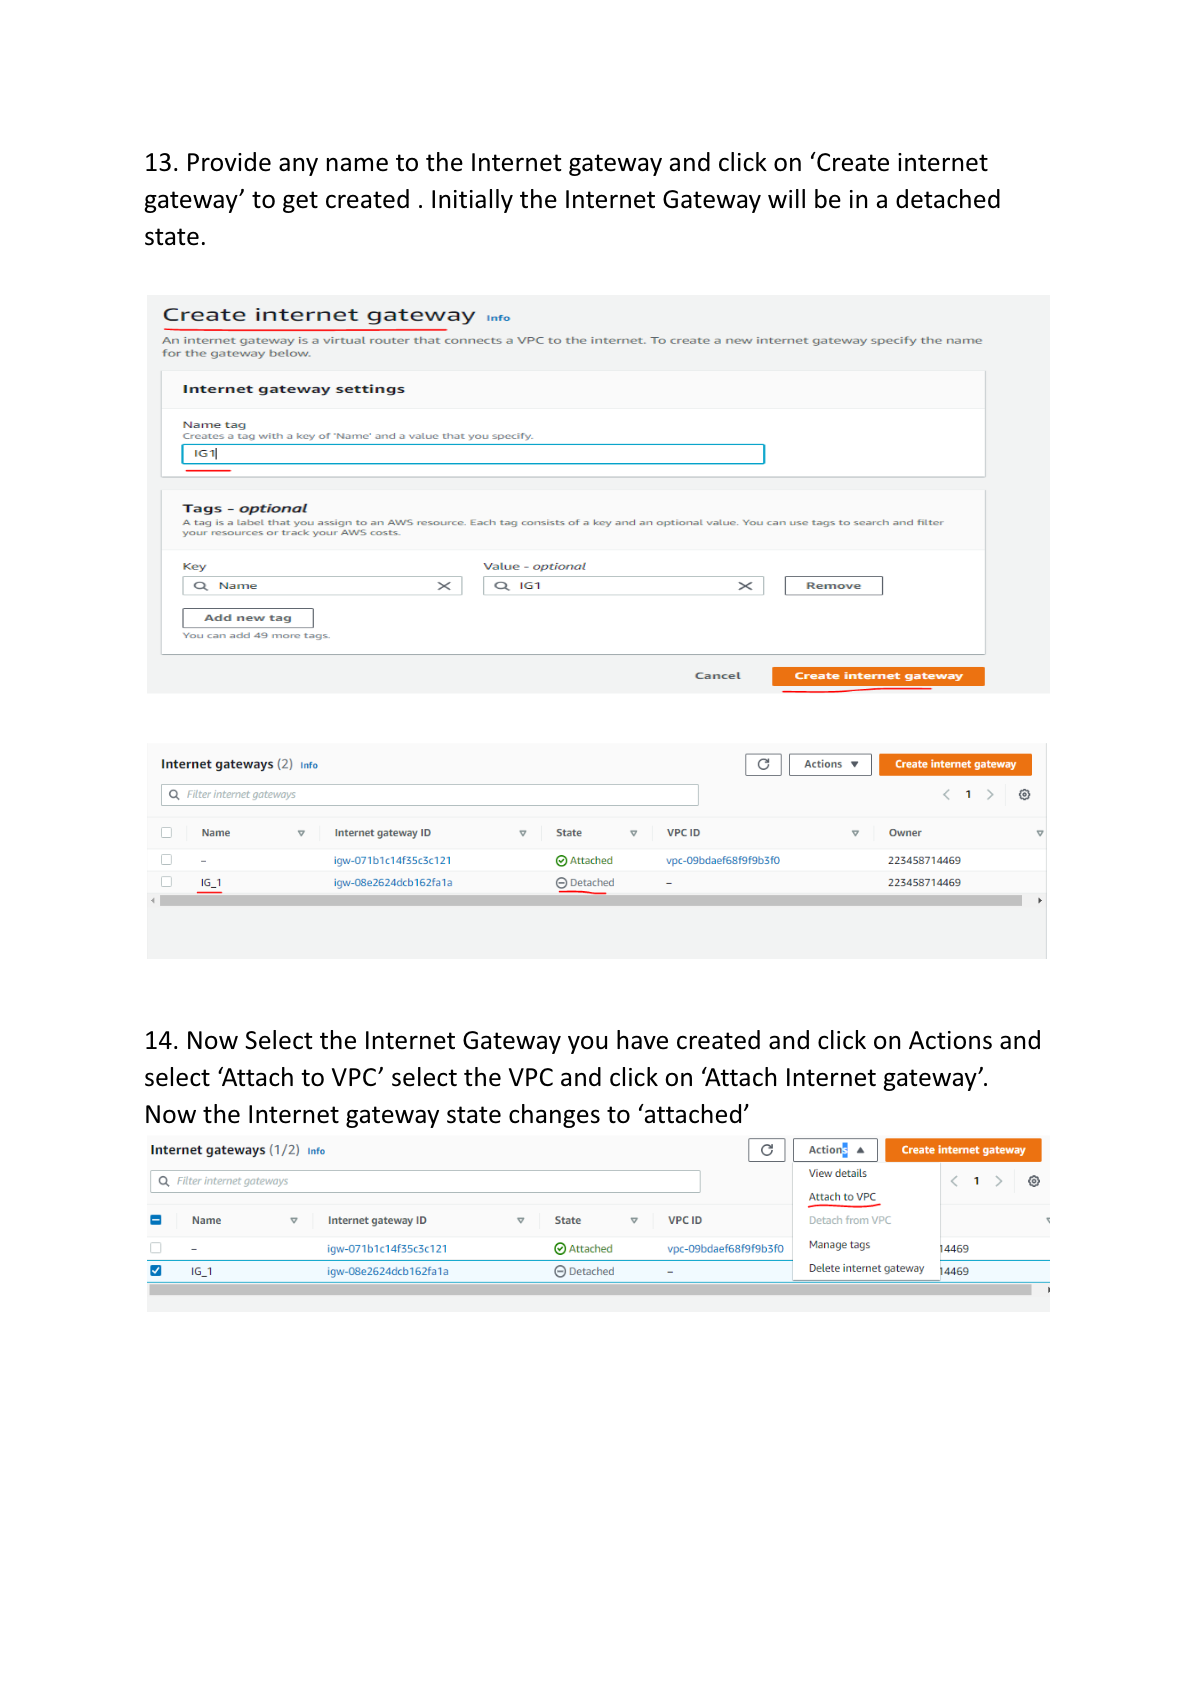 13. Provide any name to the Internet gateway and click on ‘Create internet
gateway’ to get created . Initially the Internet Gateway will be in a detached
state.
Create internet gateway Info
An internet gateway is a virtual router that connects a VPC to the internet. To create a new internet gateway specify the name
for the gateway below.
Internet gateway settings
Name tag
Creates a tag with a key of 'Name' and a value that you specify.
IG1
Tags - optional
A tag is a label that you assign to an AWS resource. Each tag consists of a key and an optional value. You can use tags to search and filter
your resources or track your AWS costs.
Key Value - optional
Name IG1 Remove
Add new tag
You can add 49 more tags.
Cancel Create internet gateway
Internet gateways (2) Info Actions Create internet gateway
Filter internet gateways 1
Name Internet gateway ID State VPC ID Owner
– igw-071b1c14f35c3c121 Attached vpc-09bdaef68f9f9b3f0 223458714469
IG_1 igw-08e2624dcb162fa1a Detached – 223458714469
14. Now Select the Internet Gateway you have created and click on Actions and
select ‘Attach to VPC’ select the VPC and click on ‘Attach Internet gateway’.
Now the Internet gateway state changes to ‘attached’
Internet gateways (1/2) Info Actions Create internet gateway
View details
Filter internet gateways 1
Attach to VPC
Name Internet gateway ID State VPC ID Detach from VPC
Manage tags
– igw-071b1c14f35c3c121 Attached vpc-09bdaef68f9f9b3f0 14469
IG_1 igw-08e2624dcb162fa1a Detached – Delete internet gateway 14469